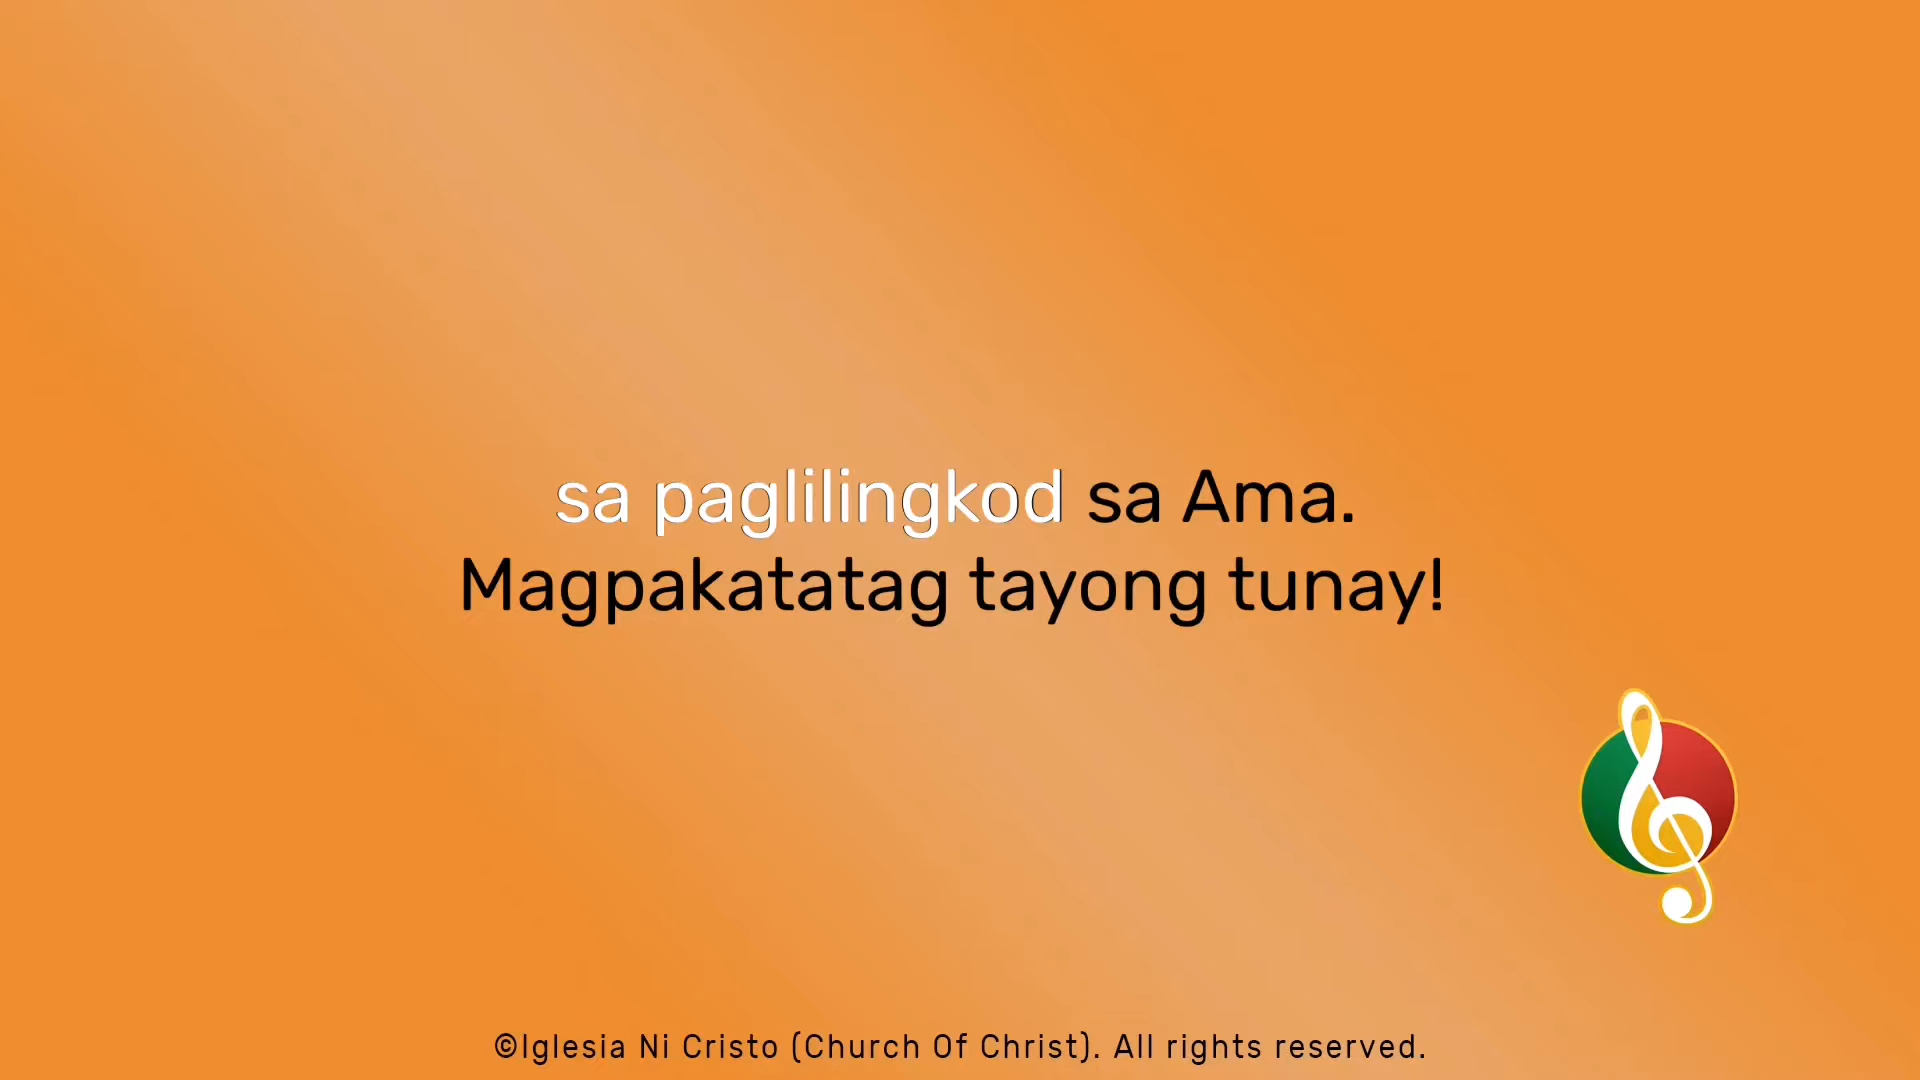 sa paglilingkod sa Ama.
Magpakatatag tayong tunay!
©Iglesia Ni Cristo (Church Of Christ). All rights reserved.